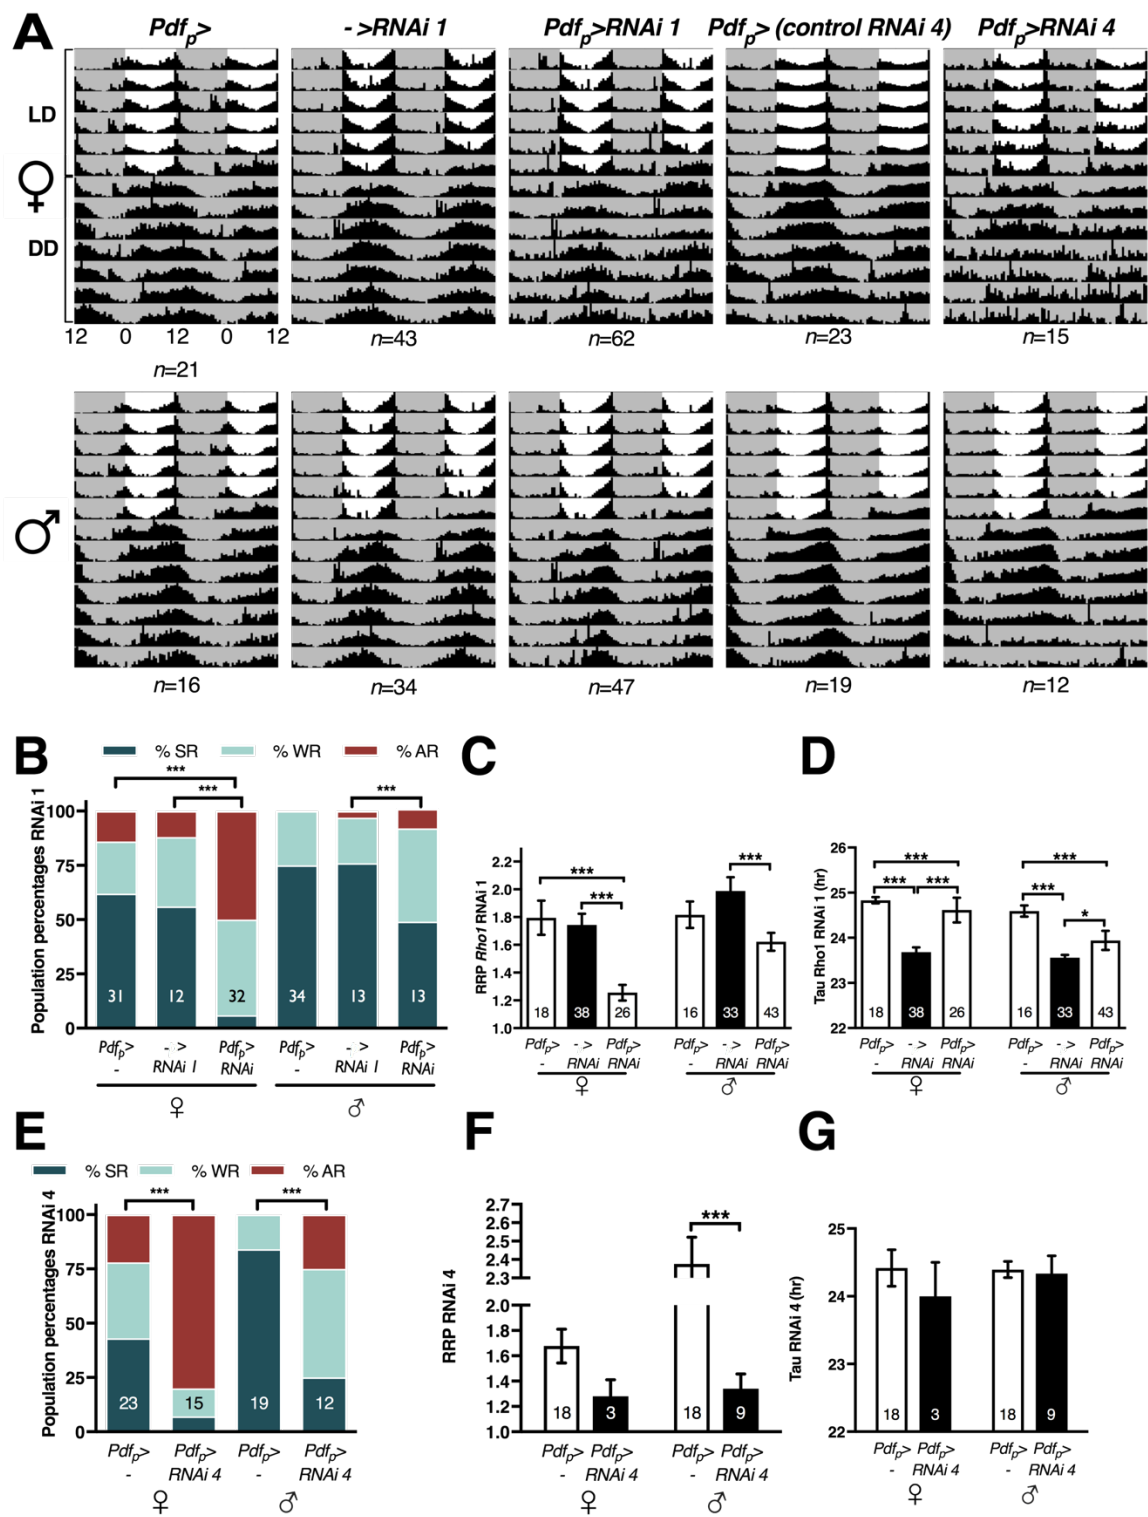 A
Pdfp> - >RNAi 1 Pdfp>RNAi 1 Pdfp> (control RNAi 4) Pdfp>RNAi 4
LD
♀
DD
12 0 12 0 12
n=21 n=43 n=62 n=23 n=15
♂
n=16 n=34 n=47 n=19 n=12
B
% SR % WR % AR
*** *** ***
Population percentages RNAi 1
100
75
50
25
0
31 12 32 34 13 13
Pdfp> - > Pdfp> Pdfp> - > Pdfp>
- RNAi 1 RNAi - RNAi 1 RNAi
♀ ♂
C
RRP Rho1 RNAi 1
2.2
2.0
1.8
1.6
1.4
1.2
1.0
*** *** ***
18 38 26 16 33 43
Pdfp> - > Pdfp> Pdfp> - > Pdfp>
- RNAi RNAi - RNAi RNAi
♀ ♂
D
Tau Rho1 RNAi 1 (hr)
26
25
24
23
22
*** *** *** *** *** *
18 38 26 16 33 43
Pdfp> - > Pdfp> Pdfp> - > Pdfp>
- RNAi RNAi - RNAi RNAi
♀ ♂
E
% SR % WR % AR
*** ***
Population percentages RNAi 4
100
75
50
25
0
23 15 19 12
Pdfp> Pdfp> Pdfp> Pdfp>
- RNAi 4 - RNAi 4
♀ ♂
F
RRP RNAi 4
2.7
2.6
2.5
2.4
2.3
2.0
1.8
1.6
1.4
1.2
1.0
***
18 3 18 9
Pdfp> Pdfp> Pdfp> Pdfp>
- RNAi 4 - RNAi 4
♀ ♂
G
Tau RNAi 4 (hr)
25
24
23
22
18 3 18 9
Pdfp> Pdfp> Pdfp> Pdfp>
- RNAi 4 - RNAi 4
♀ ♂